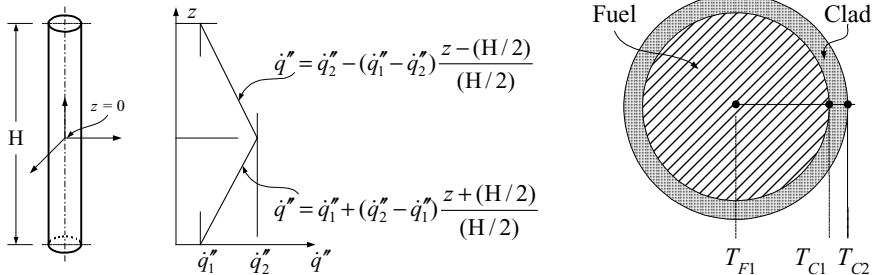 H
z = 0
z
q̇″ = q̇₂″ − (q̇₁″ − q̇₂″) (z − (H/2)) / (H/2)
q̇″ = q̇₁″ + (q̇₂″ − q̇₁″) (z + (H/2)) / (H/2)
q̇₁″ q̇₂″ q̇″
Fuel Clad
T_F1 T_C1 T_C2